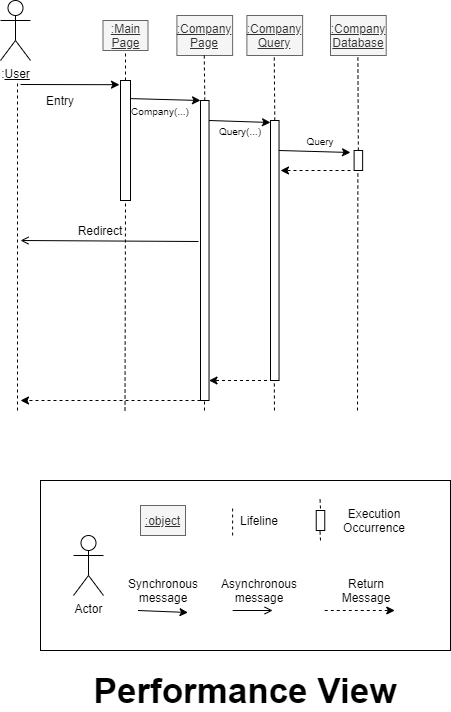 :Main
Page
:Company
Page
:Company
Query
:Company
Database
:User
Entry
Company(...)
Query(...)
Query
Redirect
:object
Lifeline
Execution
Occurrence
Actor
Synchronous
message
Asynchronous
message
Return
Message
Performance View